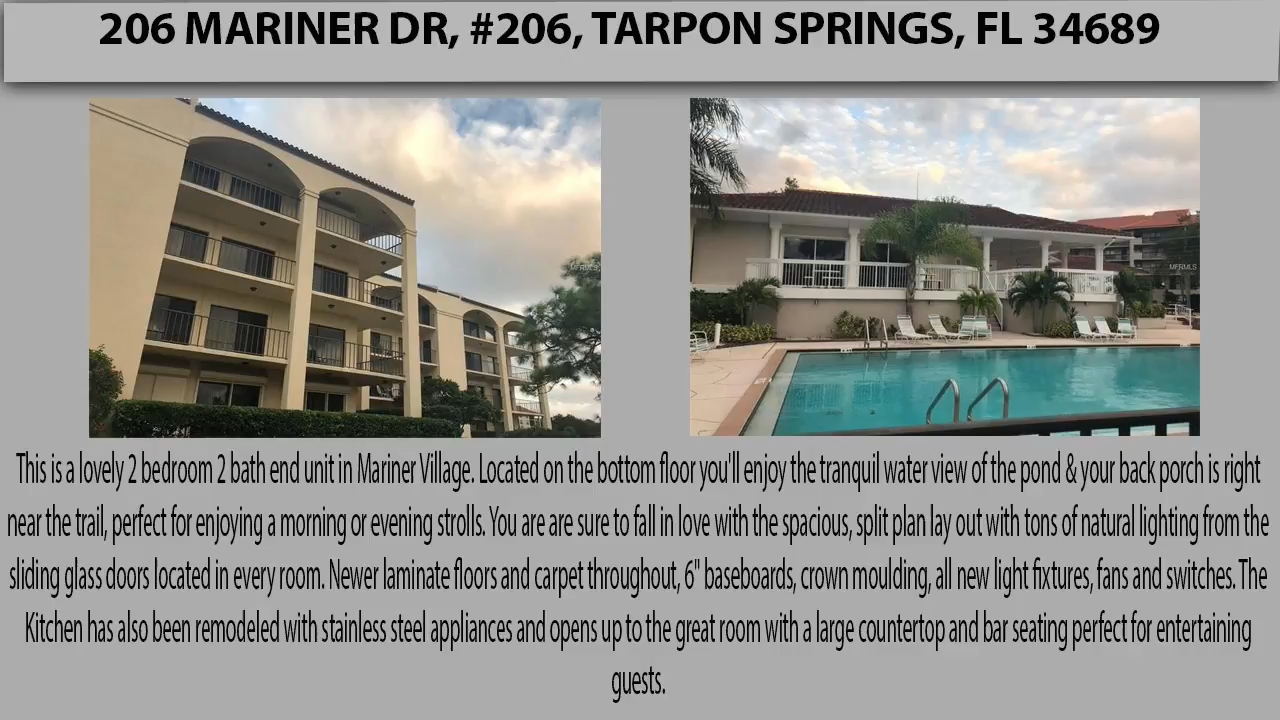 206 MARINER DR, #206, TARPON SPRINGS, FL 34689
MFRMLS
MFRMLS
This is a lovely 2 bedroom 2 bath end unit in Mariner Village. Located on the bottom floor you'll enjoy the tranquil water view of the pond & your back porch is right
near the trail, perfect for enjoying a morning or evening strolls. You are are sure to fall in love with the spacious, split plan lay out with tons of natural lighting from the
sliding glass doors located in every room. Newer laminate floors and carpet throughout, 6" baseboards, crown moulding, all new light fixtures, fans and switches. The
Kitchen has also been remodeled with stainless steel appliances and opens up to the great room with a large countertop and bar seating perfect for entertaining
guests.